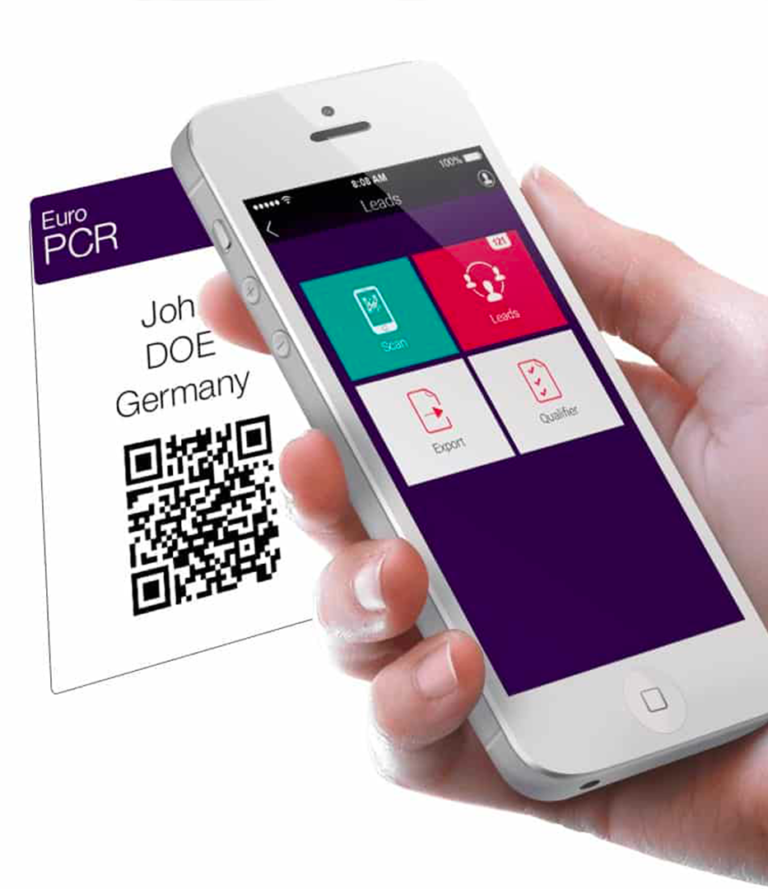 Euro
PCR
Joh
DOE
Germany
100%
8:08 AM
Leads
121
Scan
Leads
Export
Qualifier